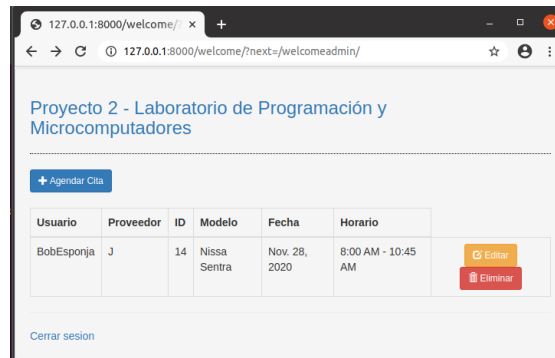 127.0.0.1:8000/welcome/?
127.0.0.1:8000/welcome/?next=/welcomeadmin/
Proyecto 2 - Laboratorio de Programación y
Microcomputadores
Agendar Cita
Usuario Proveedor ID Modelo Fecha Horario
BobEsponja J 14 Nissa Nov. 28, 8:00 AM - 10:45 Editar
Sentra 2020 AM Eliminar
Cerrar sesion